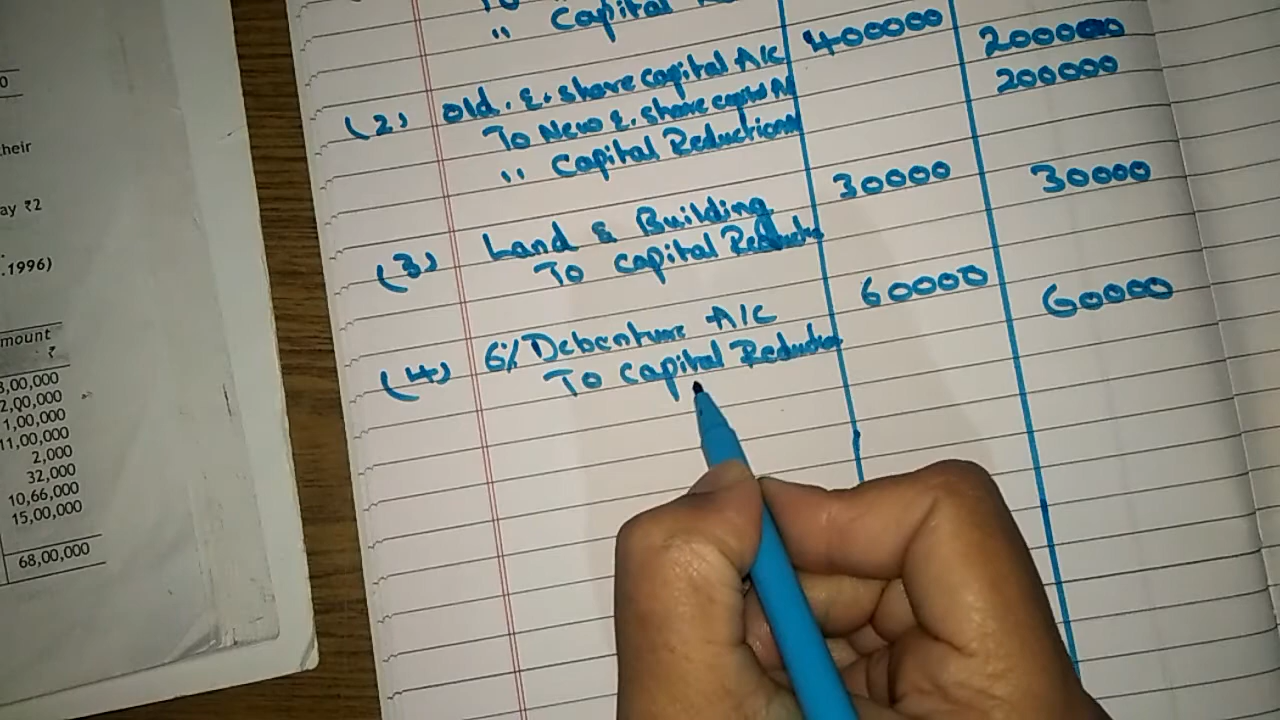 0
their
ay ₹2
.1996)
mount
₹
3,00,000
2,00,000
1,00,000
11,00,000
2,000
32,000
10,66,000
15,00,000
68,00,000
To
" Capital
(2) Old. E. share capital A/c 400000
To New E. share capital A/c 200000
" Capital Reduction 200000
(3) Land & Building 30000
To capital Reduction 30000
(4) 6% Debenture A/C 60000
To capital Reduction 60000